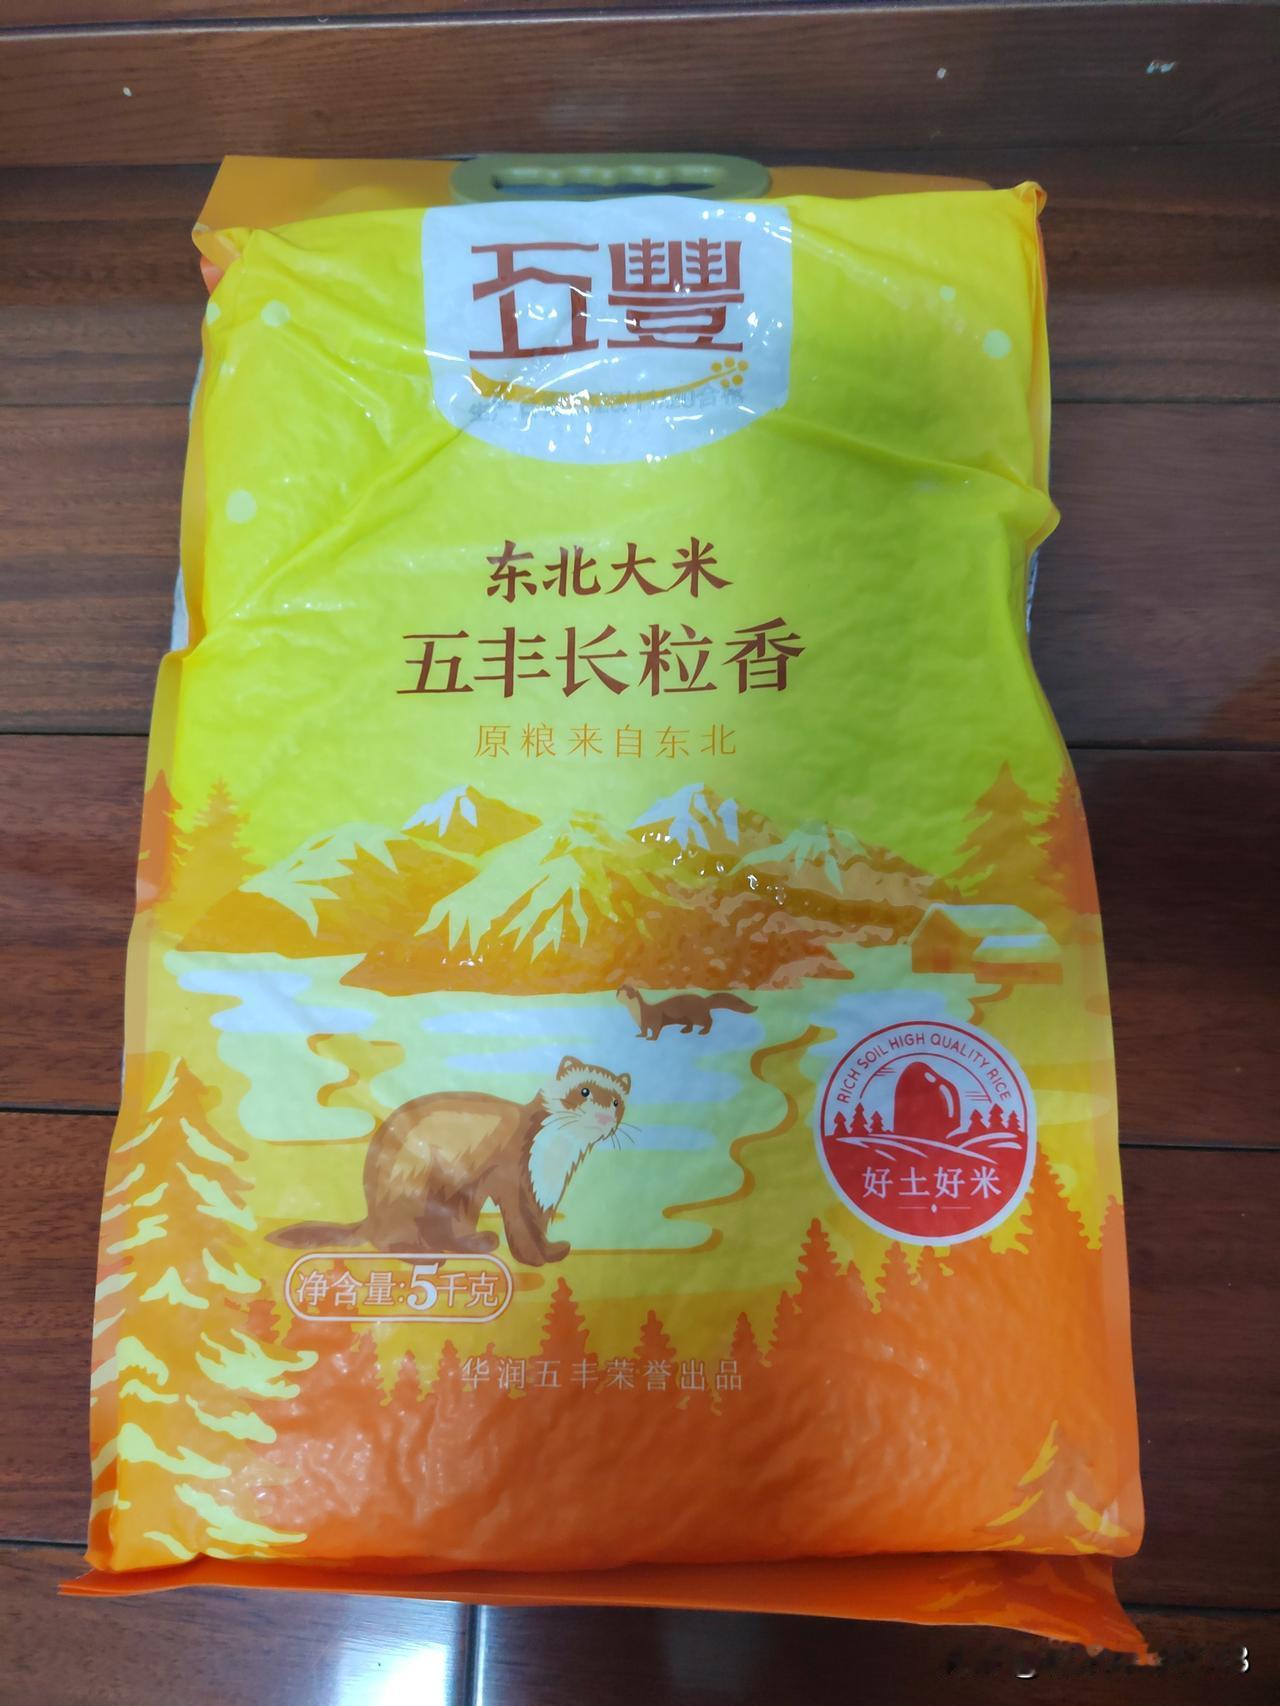 五豐
东北大米
五丰长粒香
原粮来自东北
RICH SOIL HIGH QUALITY RICE
好土好米
净含量:5千克
华润五丰荣誉出品